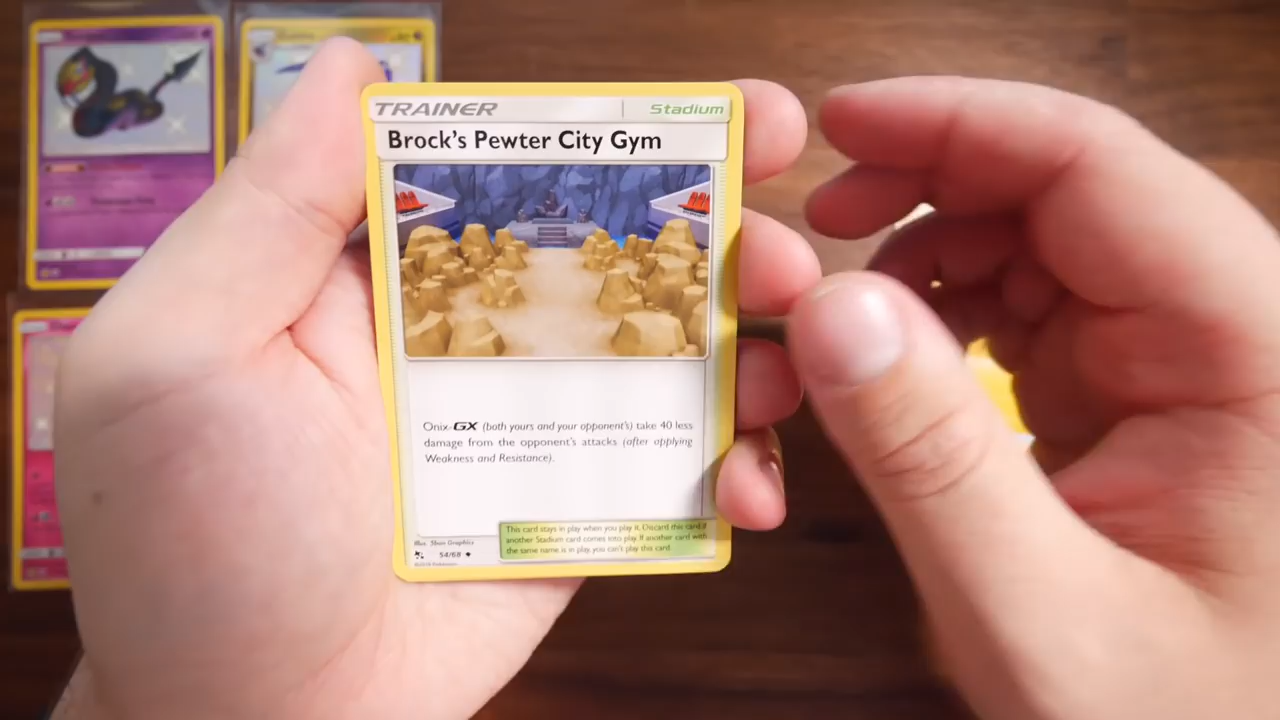 TRAINER Stadium
Brock's Pewter City Gym
Onix-GX (both yours and your opponent's) take 40 less
damage from the opponent's attacks (after applying
Weakness and Resistance).
This card stays in play when you play it. Discard this card if
another Stadium card comes into play. If another card with
the same name is in play, you can't play this card.
Illus. 5ban Graphics
54/68